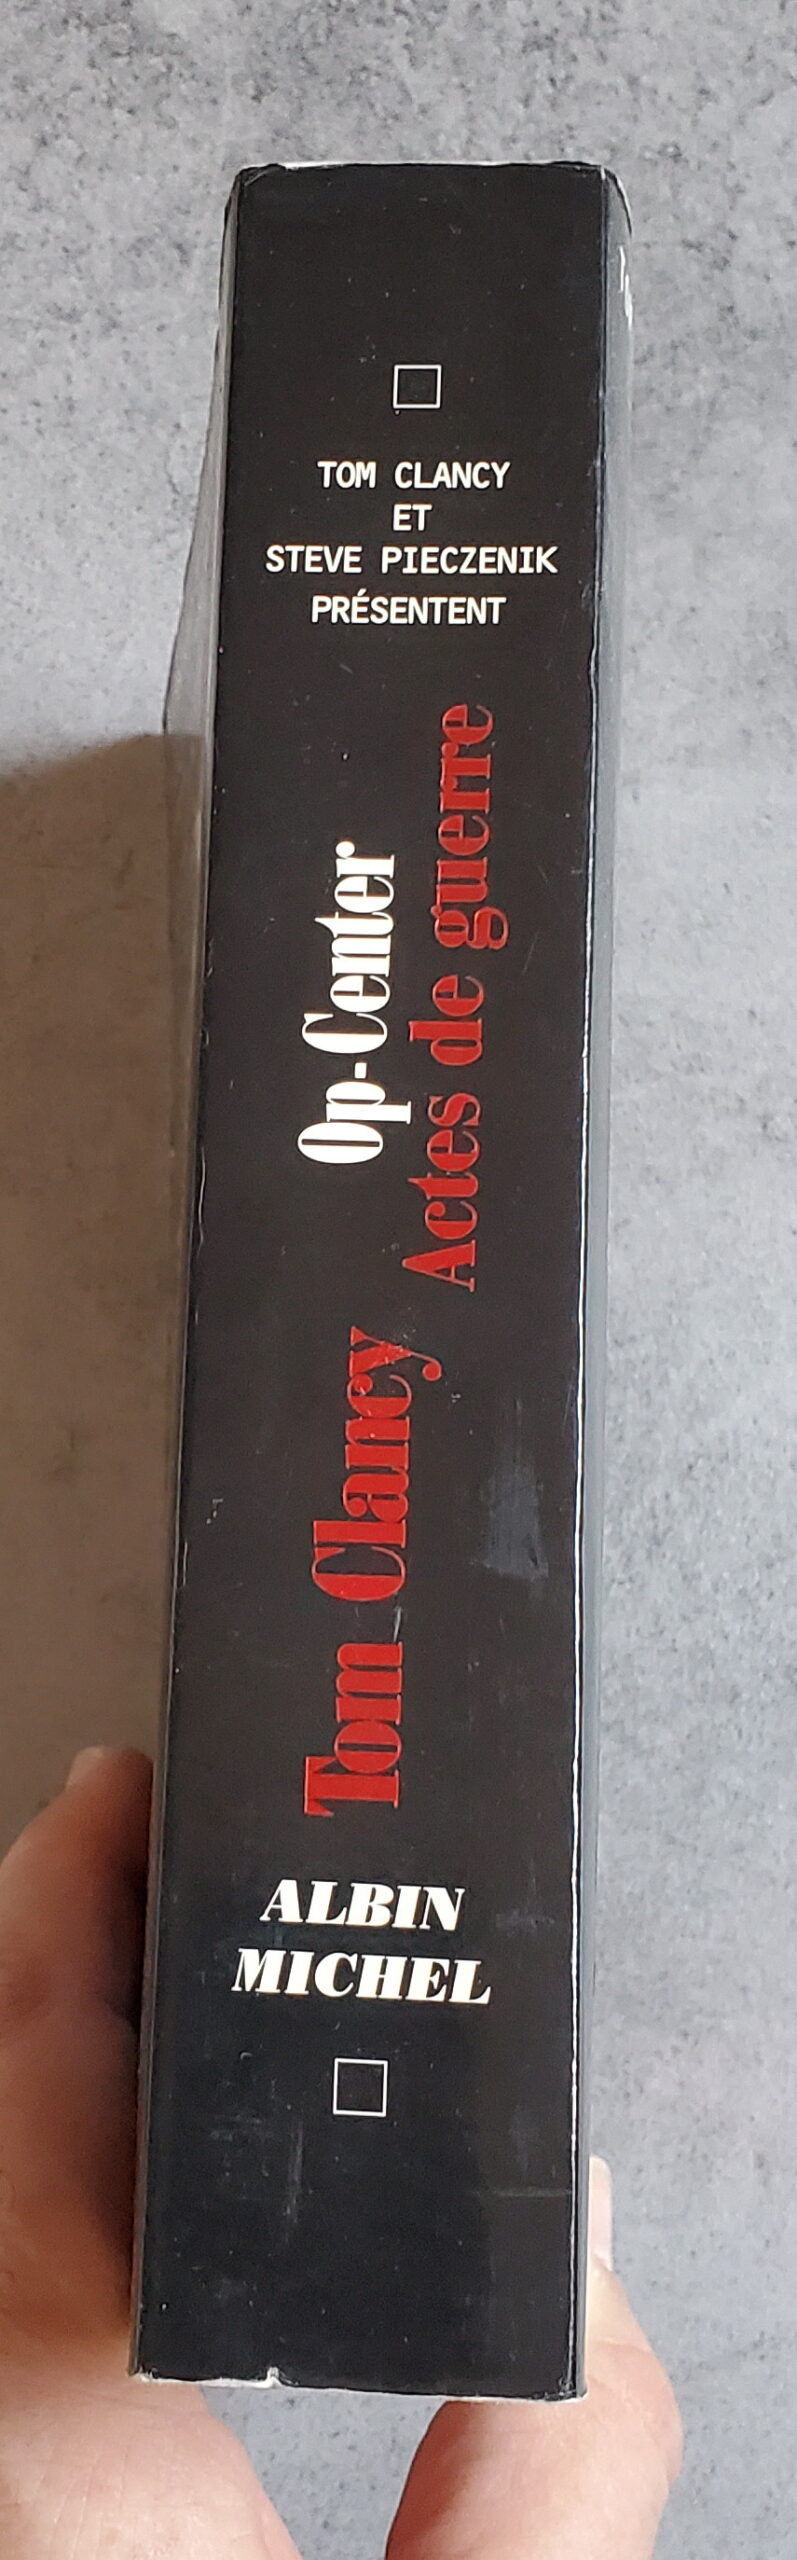 TOM CLANCY
ET
STEVE PIECZENIK
PRÉSENTENT
Op-Center
Actes de guerre
Tom Clancy
ALBIN
MICHEL